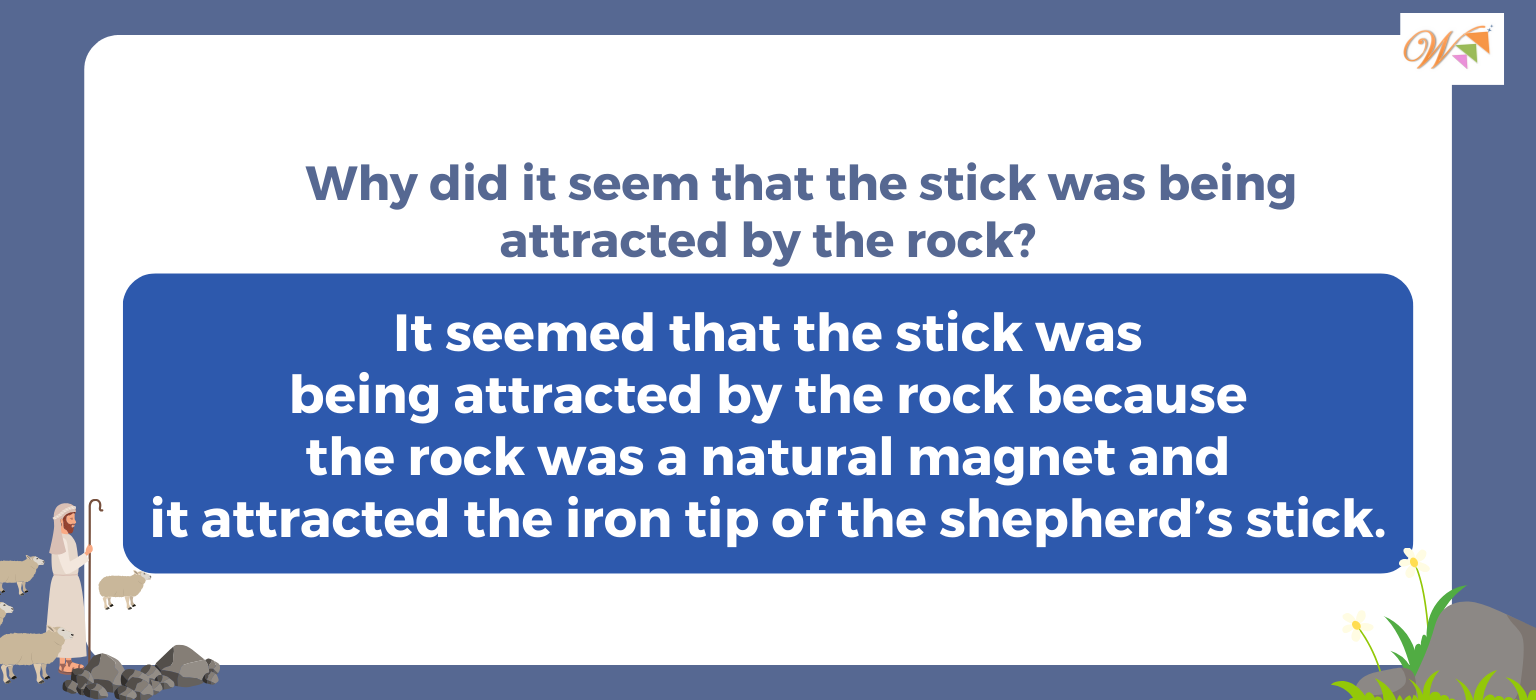 W
Why did it seem that the stick was being
attracted by the rock?
It seemed that the stick was
being attracted by the rock because
the rock was a natural magnet and
it attracted the iron tip of the shepherd’s stick.